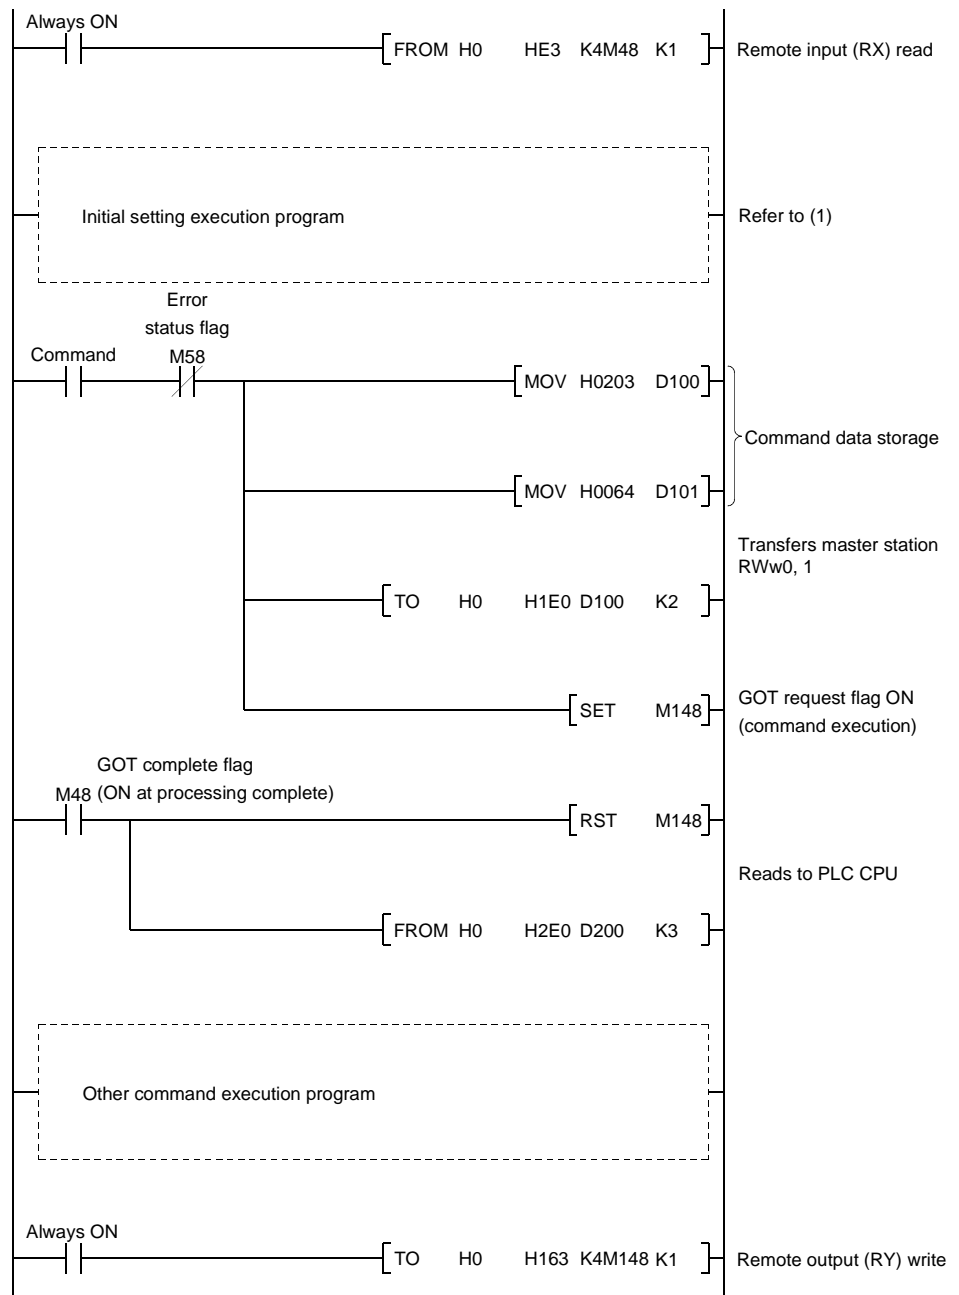 Always ON
FROM H0 HE3 K4M48 K1 Remote input (RX) read
Initial setting execution program Refer to (1)
Error
status flag
Command M58
MOV H0203 D100
Command data storage
MOV H0064 D101
Transfers master station
RWw0, 1
TO H0 H1E0 D100 K2
GOT request flag ON
SET M148
(command execution)
GOT complete flag
M48 (ON at processing complete)
RST M148
Reads to PLC CPU
FROM H0 H2E0 D200 K3
Other command execution program
Always ON
TO H0 H163 K4M148 K1 Remote output (RY) write